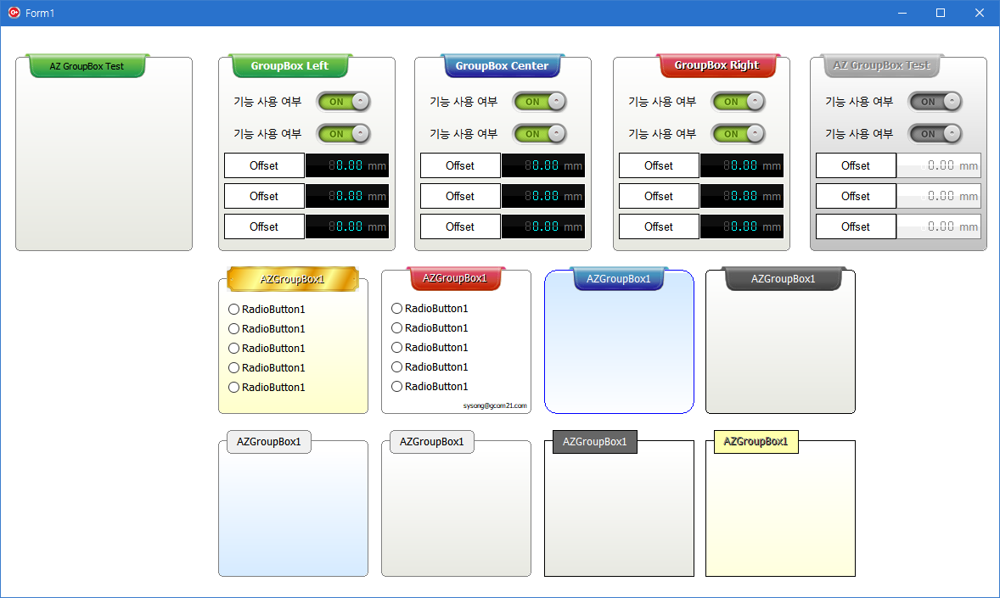 Form1
AZ GroupBox Test
GroupBox Left
GroupBox Center
GroupBox Right
AZ GroupBox Test
기능 사용 여부 ON
기능 사용 여부 ON
기능 사용 여부 ON
기능 사용 여부 ON
기능 사용 여부 ON
기능 사용 여부 ON
기능 사용 여부 ON
기능 사용 여부 ON
Offset 0.00 mm
Offset 0.00 mm
Offset 0.00 mm
Offset 0.00 mm
Offset 0.00 mm
Offset 0.00 mm
Offset 0.00 mm
Offset 0.00 mm
Offset 0.00 mm
Offset 0.00 mm
Offset 0.00 mm
Offset 0.00 mm
AZGroupBox1
AZGroupBox1
AZGroupBox1
AZGroupBox1
RadioButton1
RadioButton1
RadioButton1
RadioButton1
RadioButton1
RadioButton1
RadioButton1
RadioButton1
RadioButton1
RadioButton1
sysong@gcom21.com
AZGroupBox1
AZGroupBox1
AZGroupBox1
AZGroupBox1